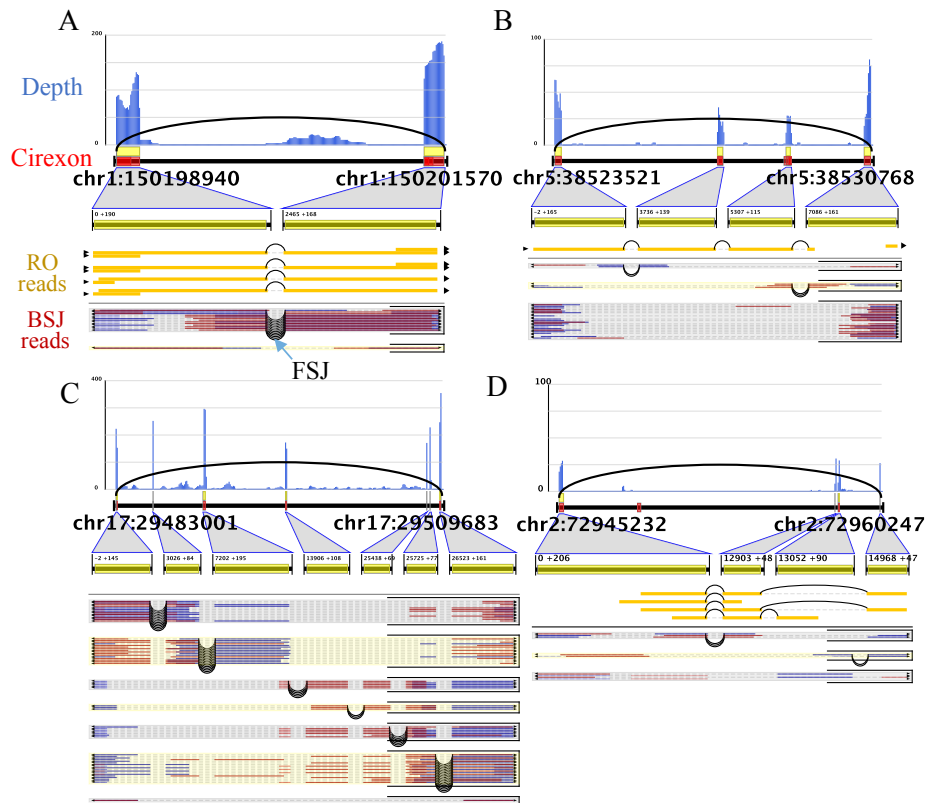 A
200
Depth
0
Cirexon
chr1:150198940
chr1:150201570
0 +190
2465 +168
RO
reads
BSJ
reads
FSJ
B
100
0
chr5:38523521
chr5:38530768
-2 +165
3736 +139
5307 +115
7086 +161
C
400
0
chr17:29483001
chr17:29509683
-2 +145
3026 +84
7202 +195
13906 +108
25438 +69
25725 +77
26521 +161
D
100
0
chr2:72945232
chr2:72960247
0 +206
12903 +48
13052 +90
14968 +47